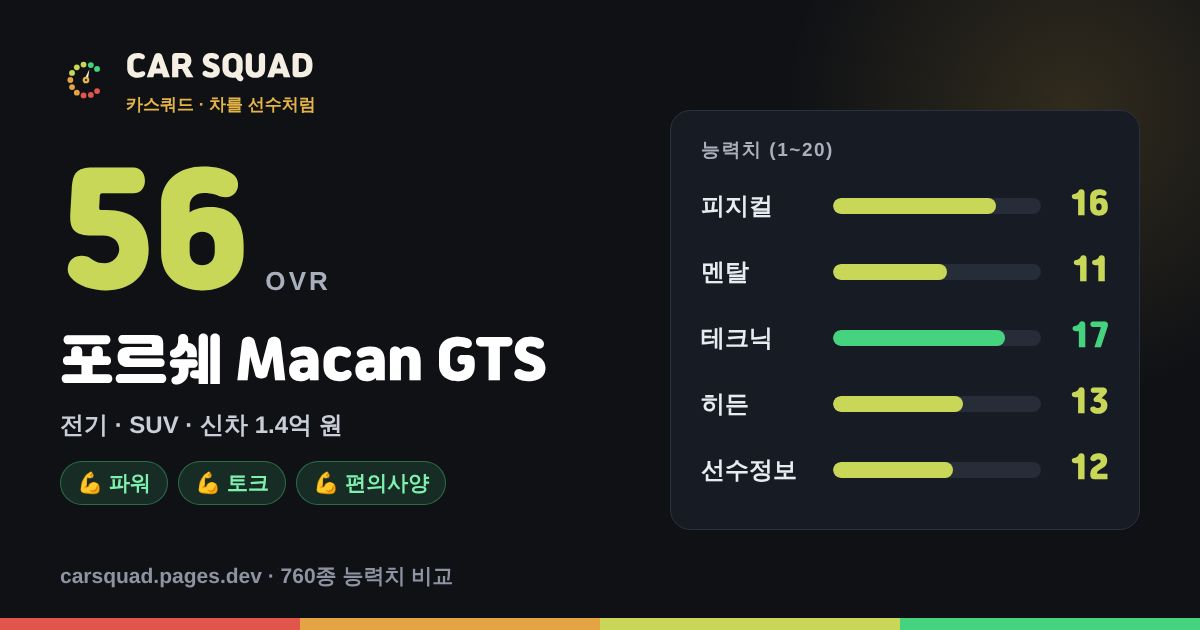 CAR SQUAD
카스쿼드 · 차를 선수처럼
56 OVR
포르쉐 Macan GTS
전기 · SUV · 신차 1.4억 원
💪 파워 💪 토크 💪 편의사양
carsquad.pages.dev · 760종 능력치 비교
능력치 (1~20)
피지컬 16
멘탈 11
테크닉 17
히든 13
선수정보 12